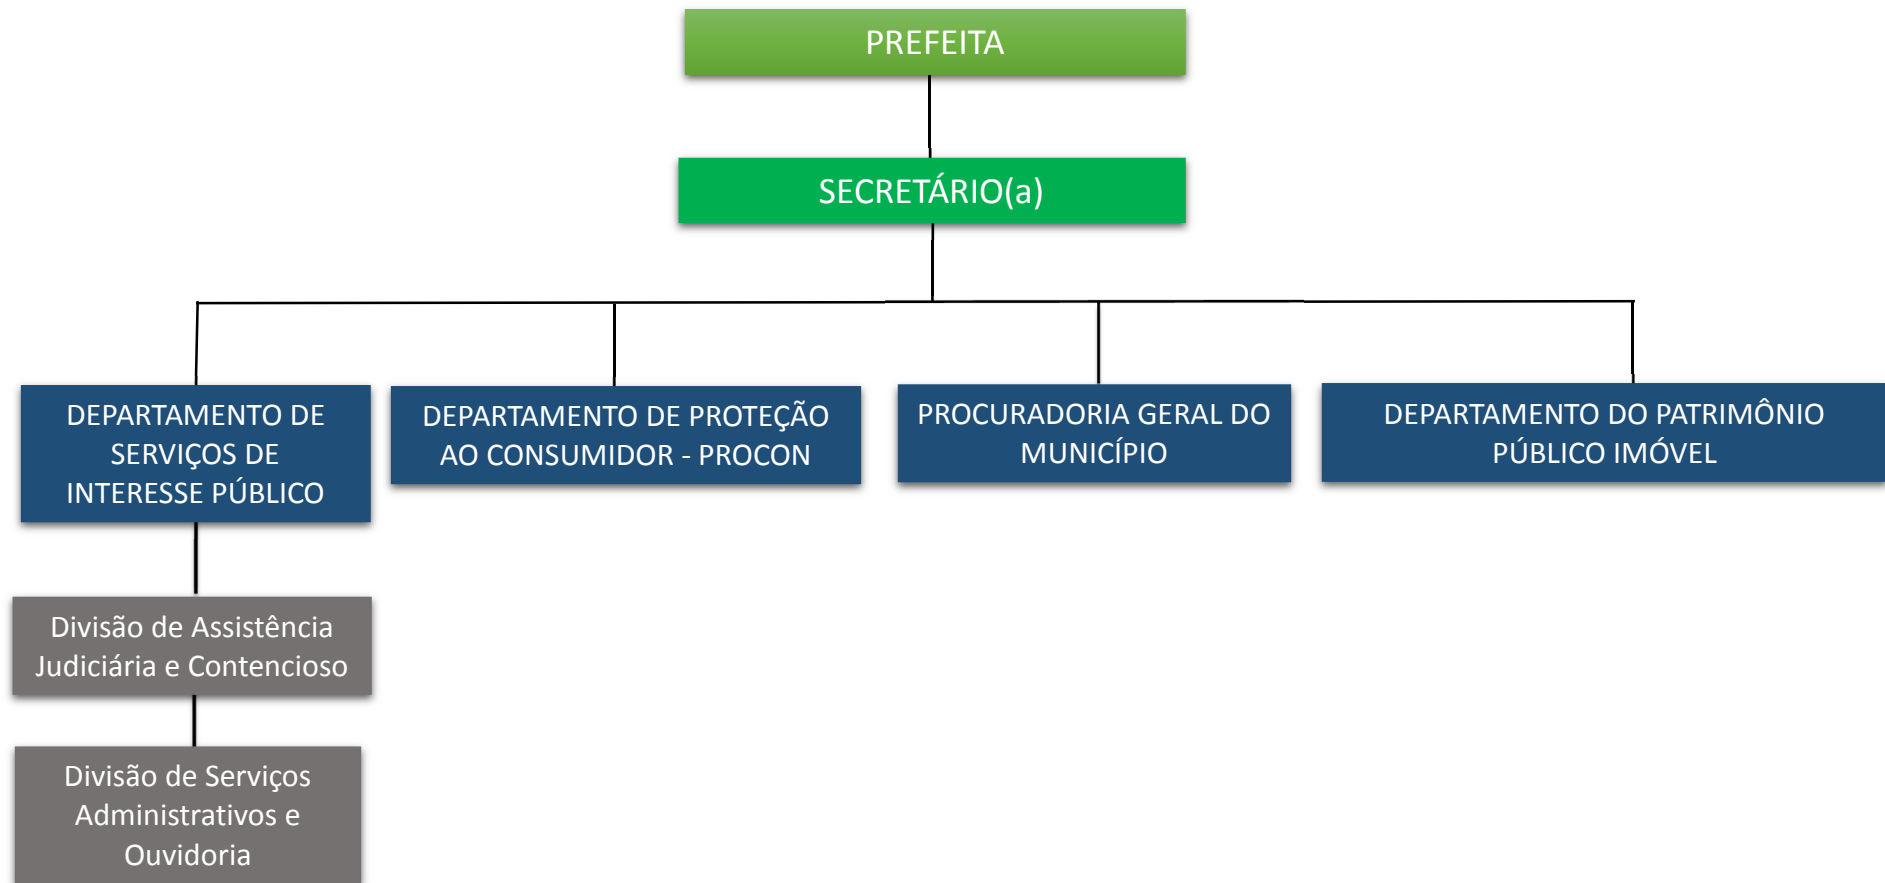 PREFEITA
SECRETÁRIO(a)
DEPARTAMENTO DE
SERVIÇOS DE
INTERESSE PÚBLICO
DEPARTAMENTO DE PROTEÇÃO
AO CONSUMIDOR - PROCON
PROCURADORIA GERAL DO
MUNICÍPIO
DEPARTAMENTO DO PATRIMÔNIO
PÚBLICO IMÓVEL
Divisão de Assistência
Judiciária e Contencioso
Divisão de Serviços
Administrativos e
Ouvidoria